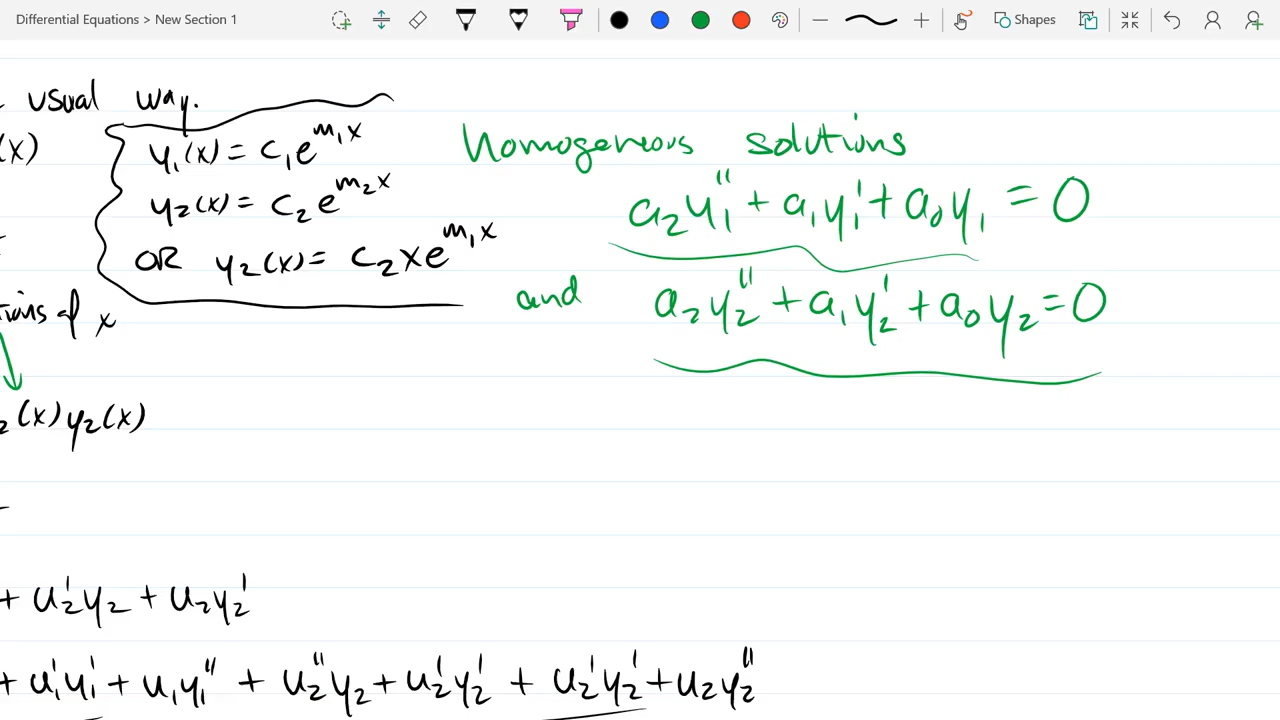 Differential Equations > New Section 1
Shapes
usual way.
(x)
y₁(x) = c₁e^{m₁x}
y₂(x) = c₂e^{m₂x}
OR y₂(x) = c₂xe^{m₁x}
Homogeneous solutions
a₂y₁'' + a₁y₁' + a₀y₁ = 0
and a₂y₂'' + a₁y₂' + a₀y₂ = 0
tions of x
₂(x)y₂(x)
+ u₂'y₂ + u₂y₂'
+ u₁'y₁' + u₁y₁'' + u₂''y₂ + u₂'y₂' + u₂'y₂' + u₂y₂''